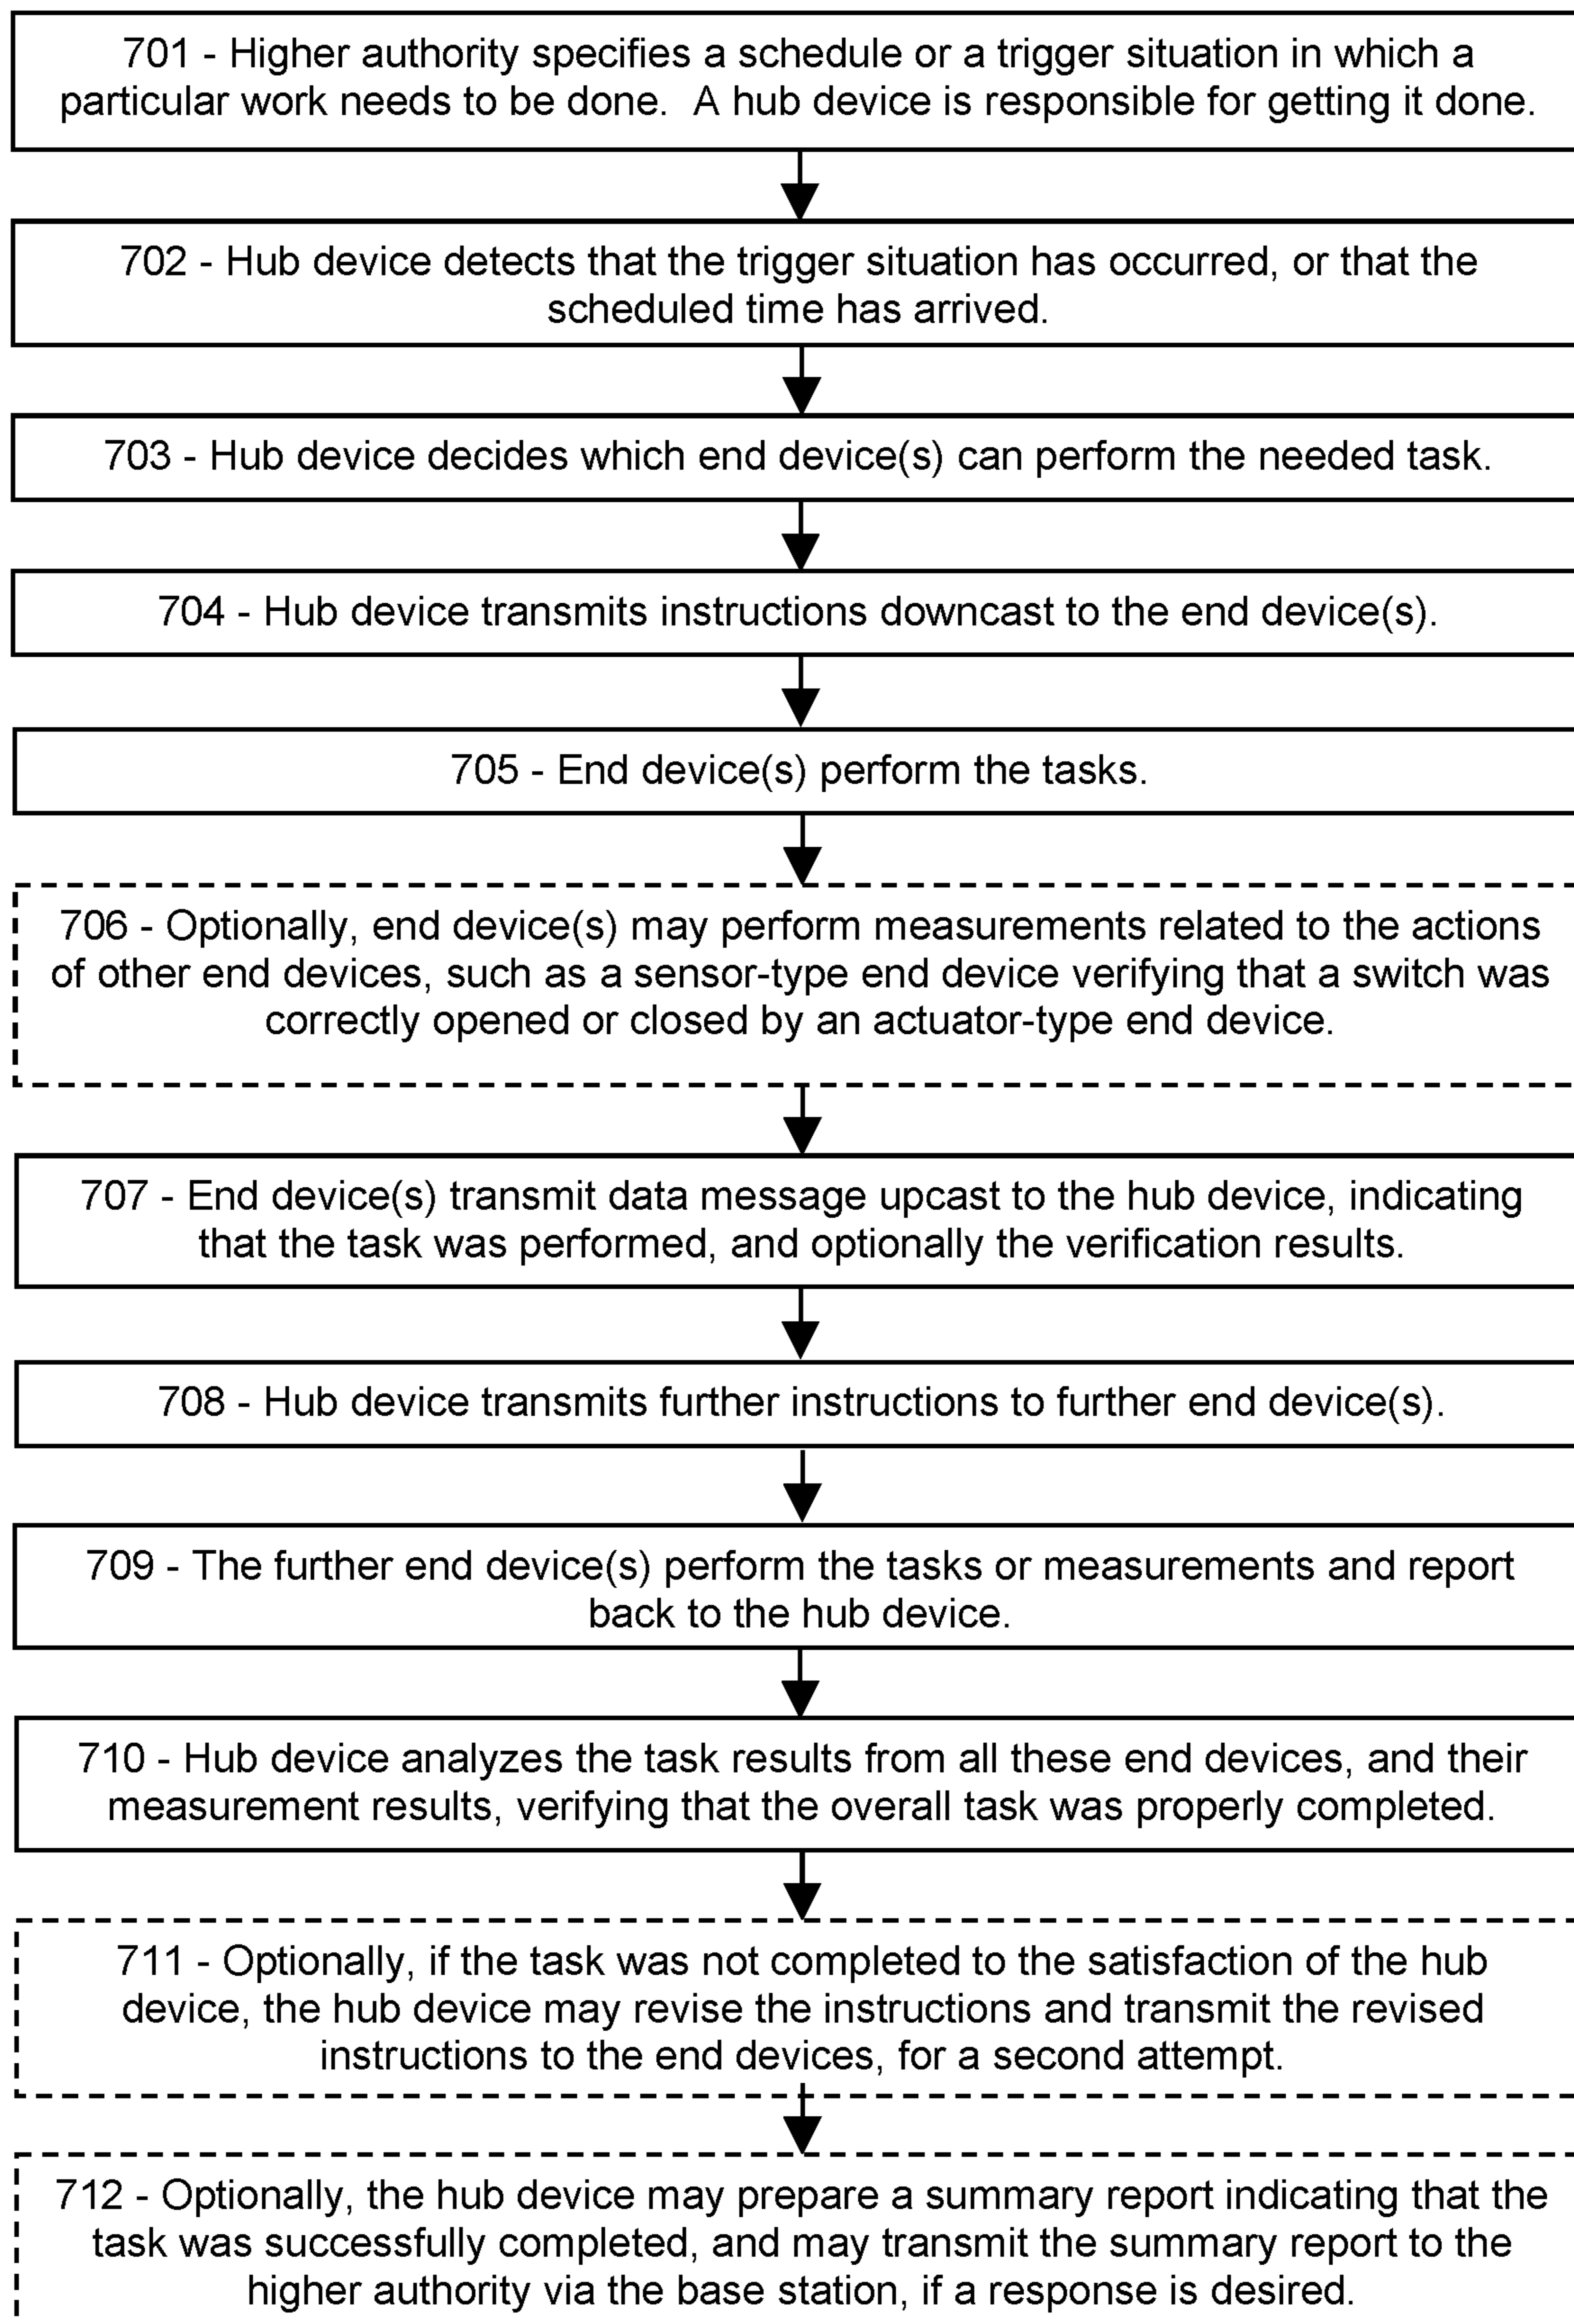 701 - Higher authority specifies a schedule or a trigger situation in which a
particular work needs to be done.  A hub device is responsible for getting it done.
702 - Hub device detects that the trigger situation has occurred, or that the
scheduled time has arrived.
703 - Hub device decides which end device(s) can perform the needed task.
704 - Hub device transmits instructions downcast to the end device(s).
705 - End device(s) perform the tasks.
706 - Optionally, end device(s) may perform measurements related to the actions
of other end devices, such as a sensor-type end device verifying that a switch was
correctly opened or closed by an actuator-type end device.
707 - End device(s) transmit data message upcast to the hub device, indicating
that the task was performed, and optionally the verification results.
708 - Hub device transmits further instructions to further end device(s).
709 - The further end device(s) perform the tasks or measurements and report
back to the hub device.
710 - Hub device analyzes the task results from all these end devices, and their
measurement results, verifying that the overall task was properly completed.
711 - Optionally, if the task was not completed to the satisfaction of the hub
device, the hub device may revise the instructions and transmit the revised
instructions to the end devices, for a second attempt.
712 - Optionally, the hub device may prepare a summary report indicating that the
task was successfully completed, and may transmit the summary report to the
higher authority via the base station, if a response is desired.